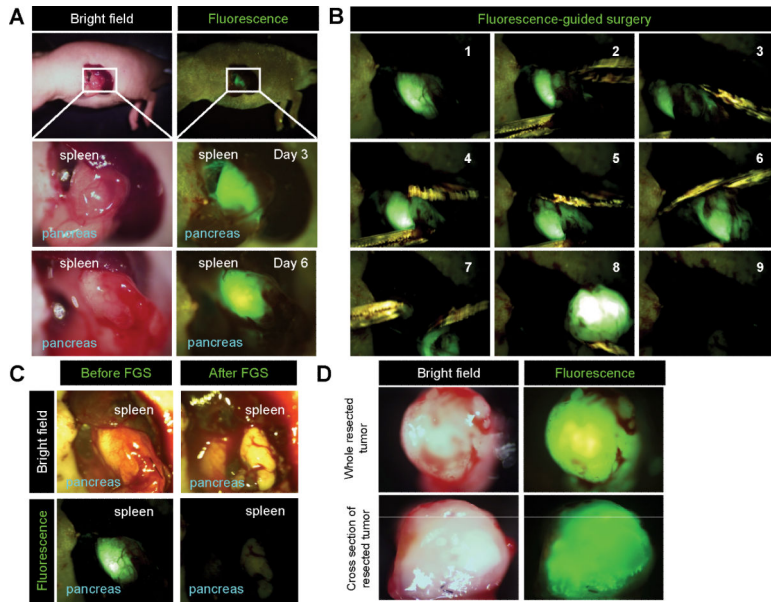 A
Bright field
Fluorescence
spleen
spleen
Day 3
pancreas
pancreas
spleen
spleen
Day 6
pancreas
pancreas
B
Fluorescence-guided surgery
1
2
3
4
5
6
7
8
9
C
Before FGS
After FGS
Bright field
spleen
spleen
pancreas
pancreas
Fluorescence
spleen
spleen
pancreas
pancreas
D
Bright field
Fluorescence
Whole resected
tumor
Cross section of
resected tumor